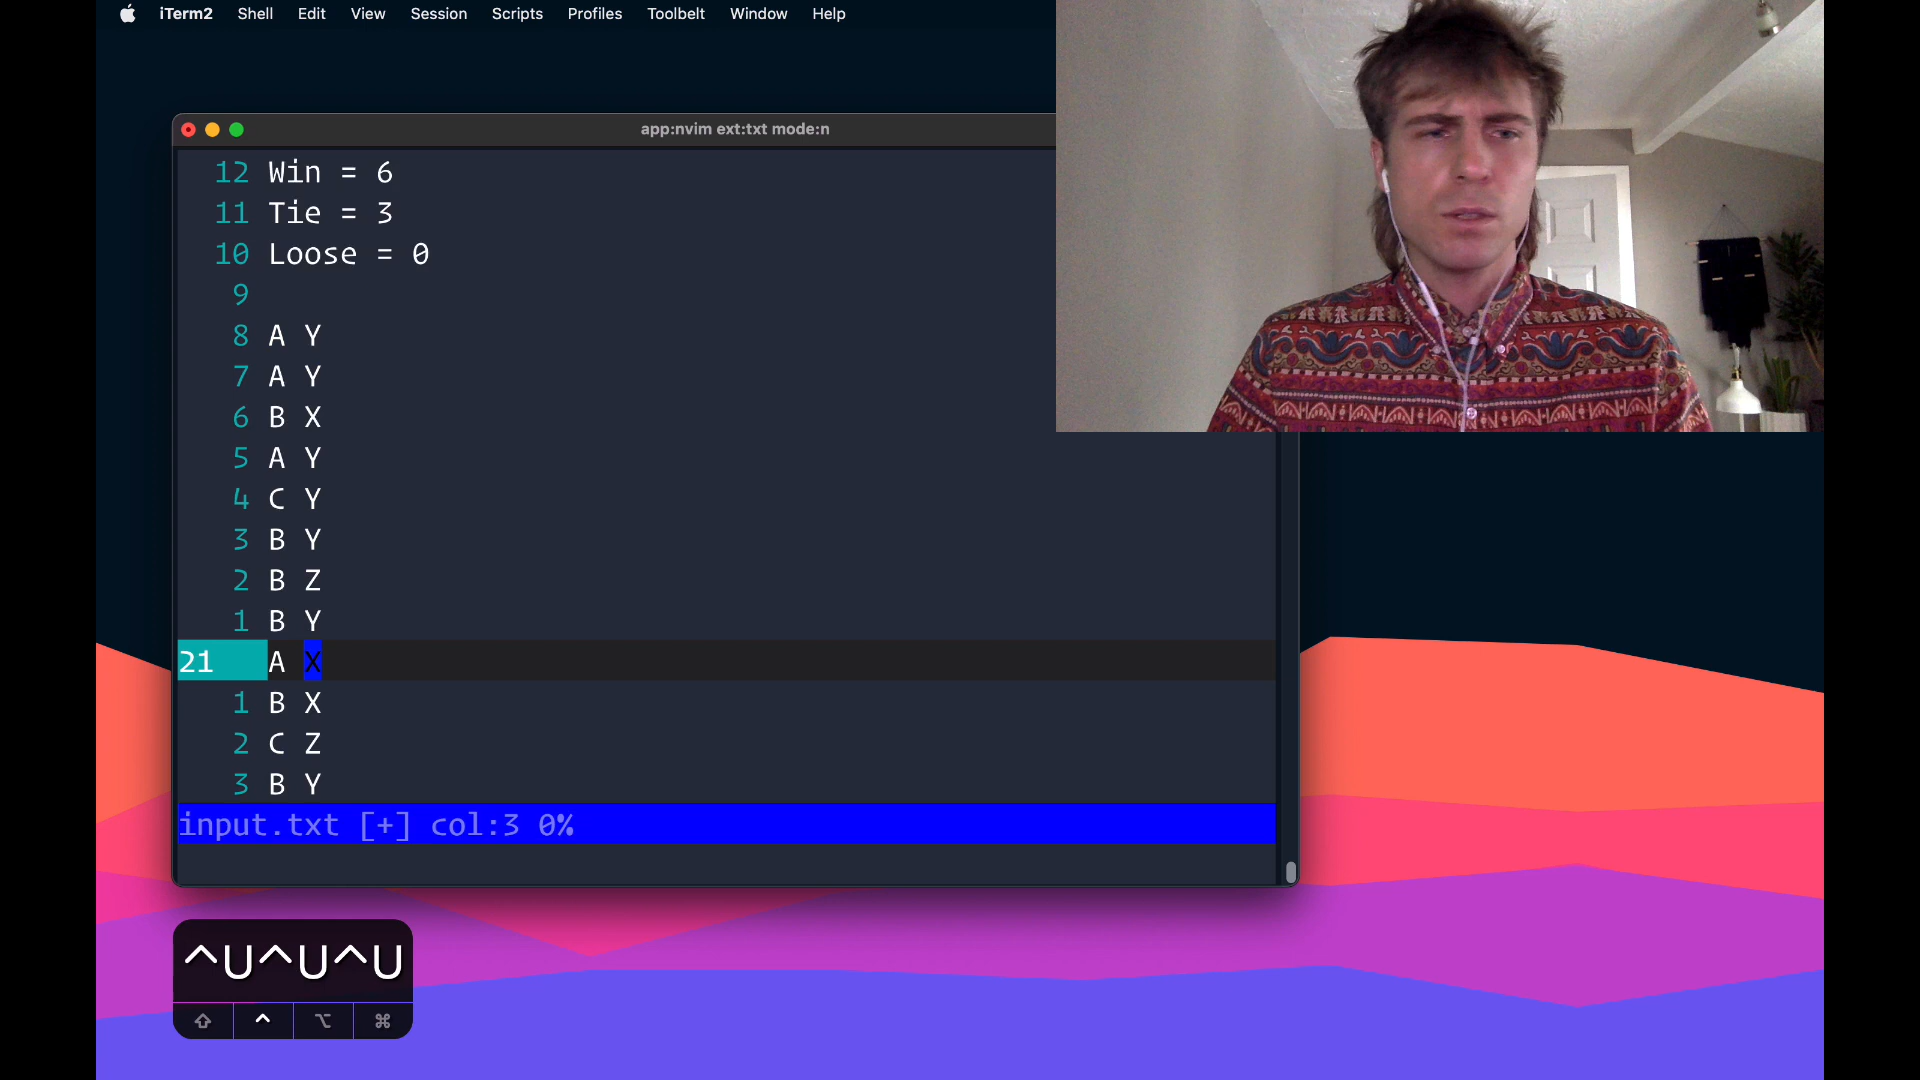 iTerm2 Shell Edit View Session Scripts Profiles Toolbelt Window Help
app:nvim ext:txt mode:n
12 Win = 6
11 Tie = 3
10 Loose = 0
9
8 A Y
7 A Y
6 B X
5 A Y
4 C Y
3 B Y
2 B Z
1 B Y
21 A X
1 B X
2 C Z
3 B Y
input.txt [+] col:3 0%
^U^U^U
⇧ ^ ⌥ ⌘